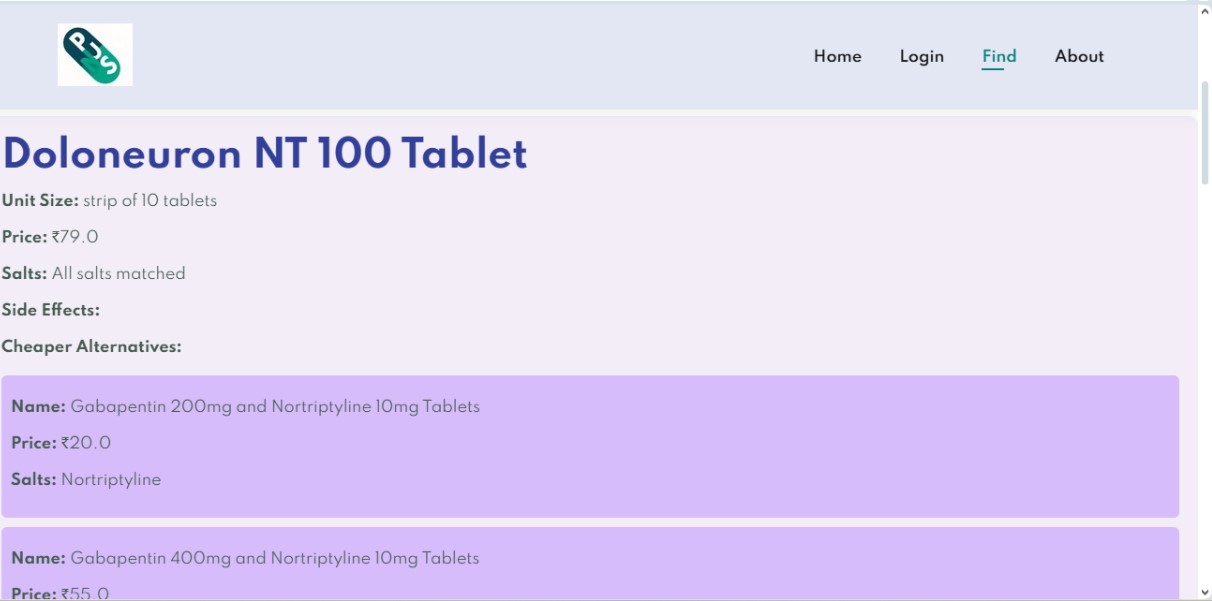 PJS
Home Login Find About
Doloneuron NT 100 Tablet
Unit Size: strip of 10 tablets
Price: ₹79.0
Salts: All salts matched
Side Effects:
Cheaper Alternatives:
Name: Gabapentin 200mg and Nortriptyline 10mg Tablets
Price: ₹20.0
Salts: Nortriptyline
Name: Gabapentin 400mg and Nortriptyline 10mg Tablets
Price: ₹55.0